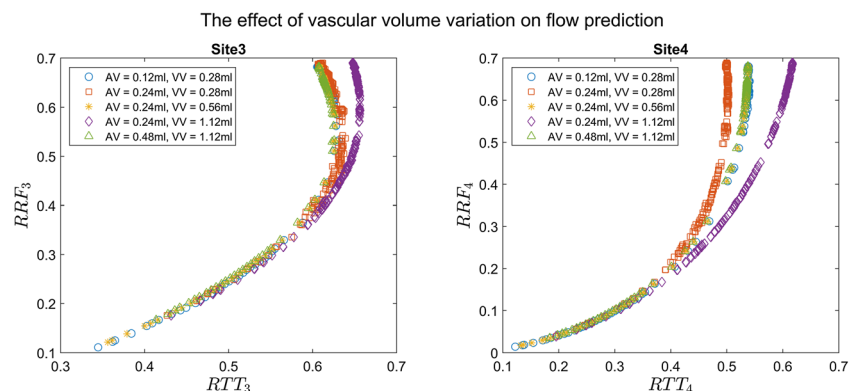 The effect of vascular volume variation on flow prediction
Site3
0.7
0.6
0.5
0.4
0.3
0.2
0.1
RRF3
AV = 0.12ml, VV = 0.28ml
AV = 0.24ml, VV = 0.28ml
AV = 0.24ml, VV = 0.56ml
AV = 0.24ml, VV = 1.12ml
AV = 0.48ml, VV = 1.12ml
0.3 0.4 0.5 0.6 0.7
RTT3
Site4
0.7
0.6
0.5
0.4
0.3
0.2
0.1
0
RRF4
AV = 0.12ml, VV = 0.28ml
AV = 0.24ml, VV = 0.28ml
AV = 0.24ml, VV = 0.56ml
AV = 0.24ml, VV = 1.12ml
AV = 0.48ml, VV = 1.12ml
0.1 0.2 0.3 0.4 0.5 0.6 0.7
RTT4